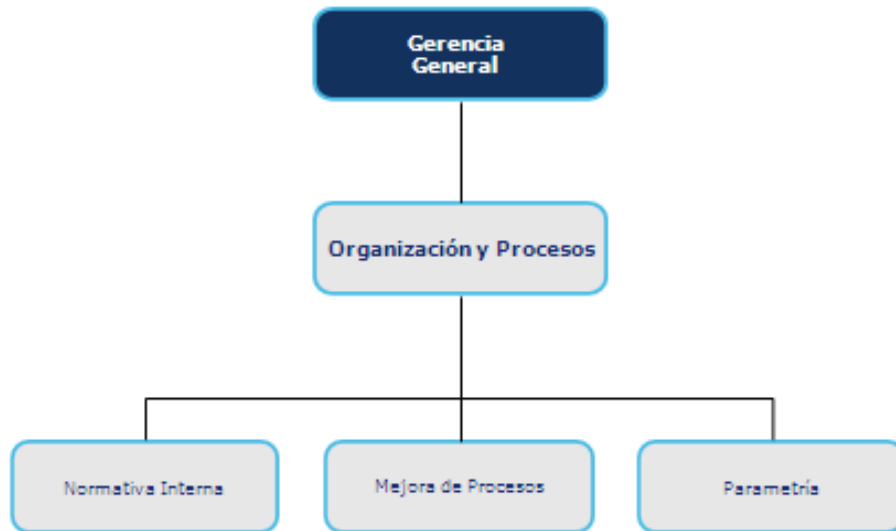 Gerencia
General
Organización y Procesos
Normativa Interna
Mejora de Procesos
Parametría